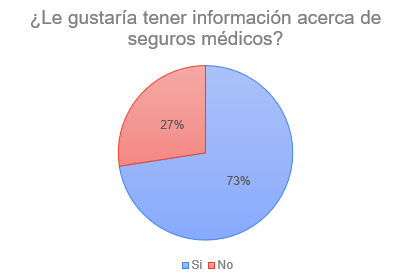 ¿Le gustaría tener información acerca de
seguros médicos?
27%
73%
Si No